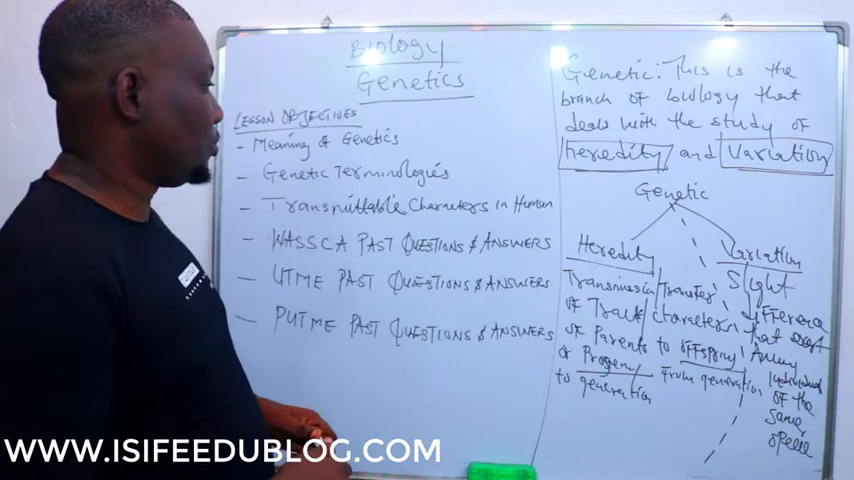 Biology
Genetics
LESSON OBJECTIVES
- Meaning of Genetics
- Genetic Terminologies
- Transmittable Characters in Human
- WASSCA PAST QUESTIONS & ANSWERS
- UTME PAST QUESTIONS & ANSWERS
- PUTME PAST QUESTIONS & ANSWERS
Genetic: This is the
branch of biology that
deals with the study of
heredity and Variation
Genetic
Heredity
Transmission/Transfer
of Trait/characters
of Parents to offspring
or Progeny from generation
to generation
Variation
Slight
difference
that exist
Among
individual
of the
same
specie
WWW.ISIFEEDUBLOG.COM